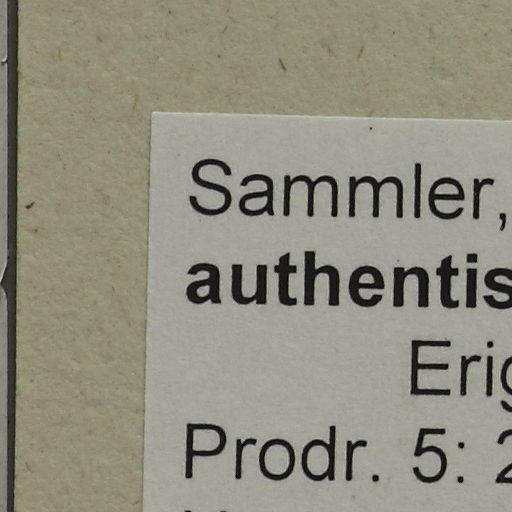 Sammler,
authentis
Erig
Prodr. 5: 2